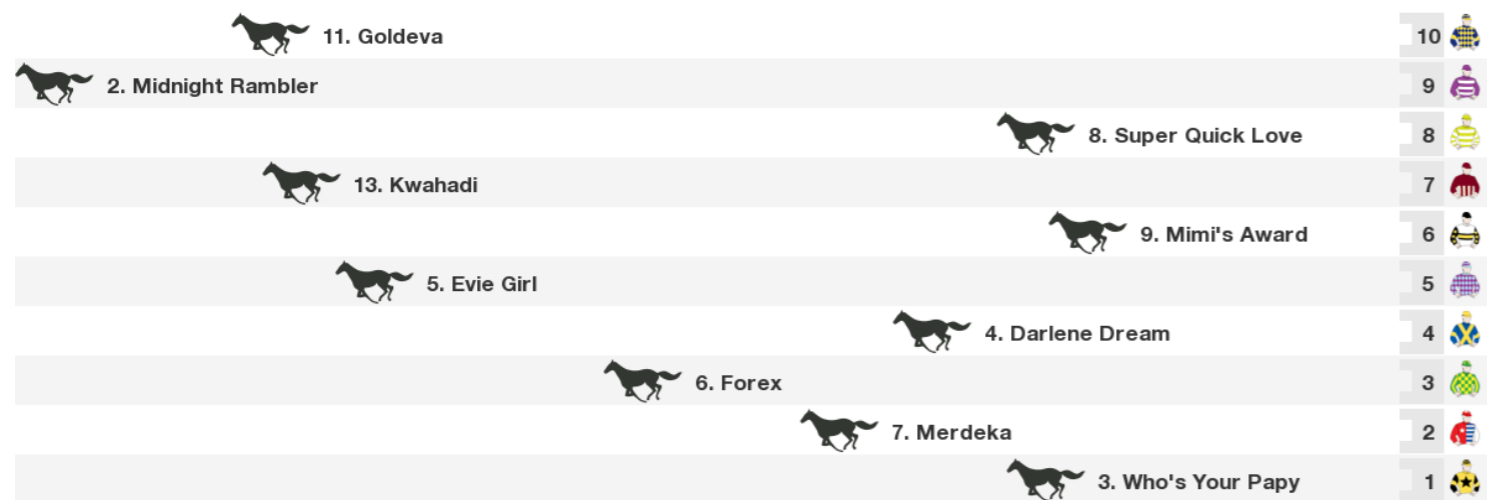 11. Goldeva 10
2. Midnight Rambler 9
8. Super Quick Love 8
13. Kwahadi 7
9. Mimi's Award 6
5. Evie Girl 5
4. Darlene Dream 4
6. Forex 3
7. Merdeka 2
3. Who's Your Papy 1